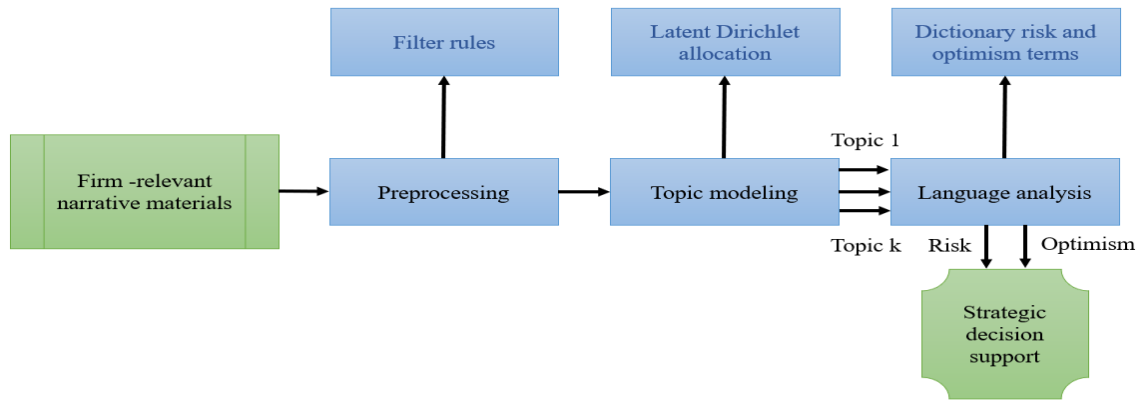 Filter rules
Latent Dirichlet
allocation
Dictionary risk and
optimism terms
Firm -relevant
narrative materials
Preprocessing
Topic modeling
Topic 1
Topic k
Language analysis
Risk
Optimism
Strategic
decision
support